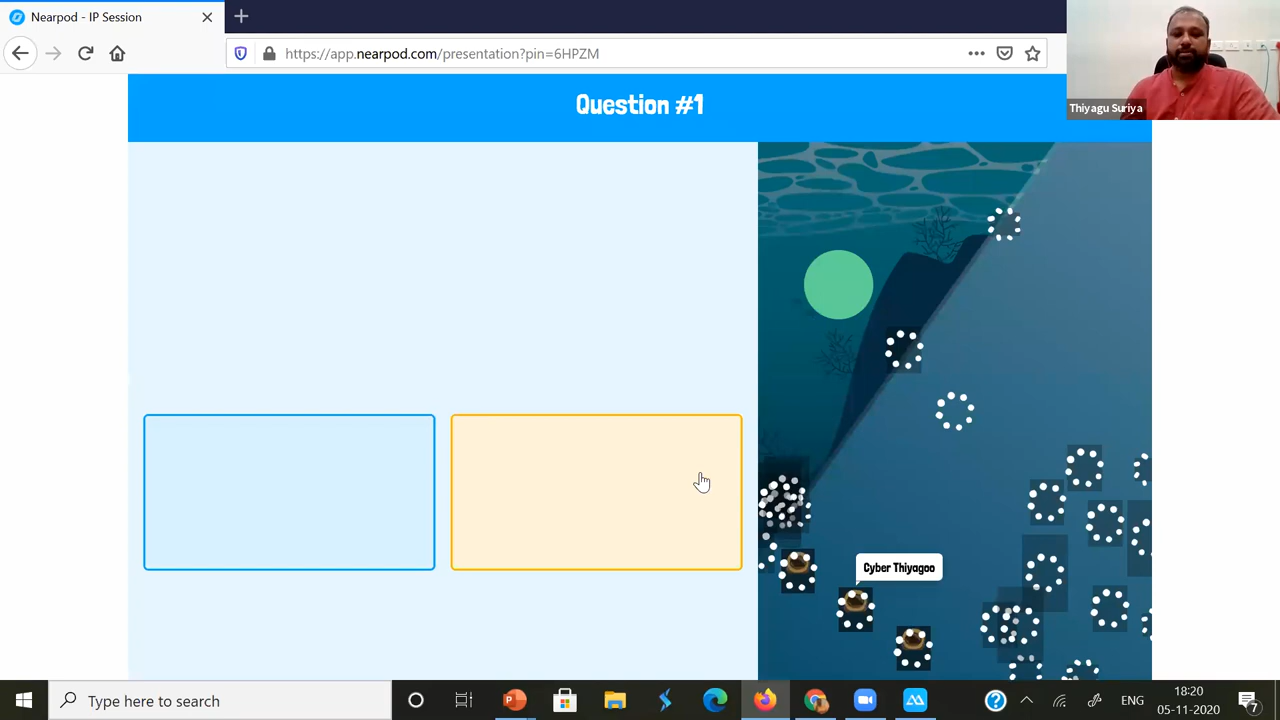 Nearpod - IP Session
https://app.nearpod.com/presentation?pin=6HPZM
Thiyagu Suriya
Question #1
Cyber Thiyagoo
Type here to search
ENG
18:20
05-11-2020
7